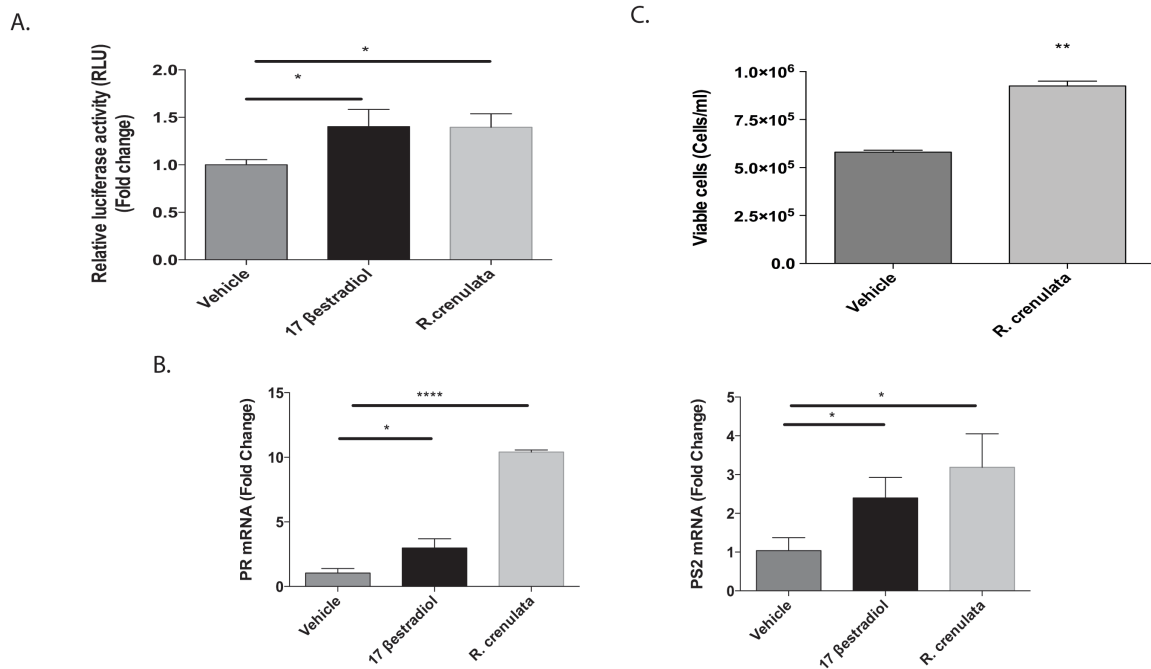 A.
Relative luciferase activity (RLU)
(Fold change)
2.0
1.5
1.0
0.5
0.0
*
*
Vehicle
17 βestradiol
R.crenulata
C.
Viable cells (Cells/ml)
1.0×10⁶
7.5×10⁵
5.0×10⁵
2.5×10⁵
0.0
**
Vehicle
R. crenulata
B.
PR mRNA (Fold Change)
15
10
5
0
****
*
Vehicle
17 βestradiol
R. crenulata
PS2 mRNA (Fold Change)
5
4
3
2
1
0
*
*
Vehicle
17 βestradiol
R. crenulata